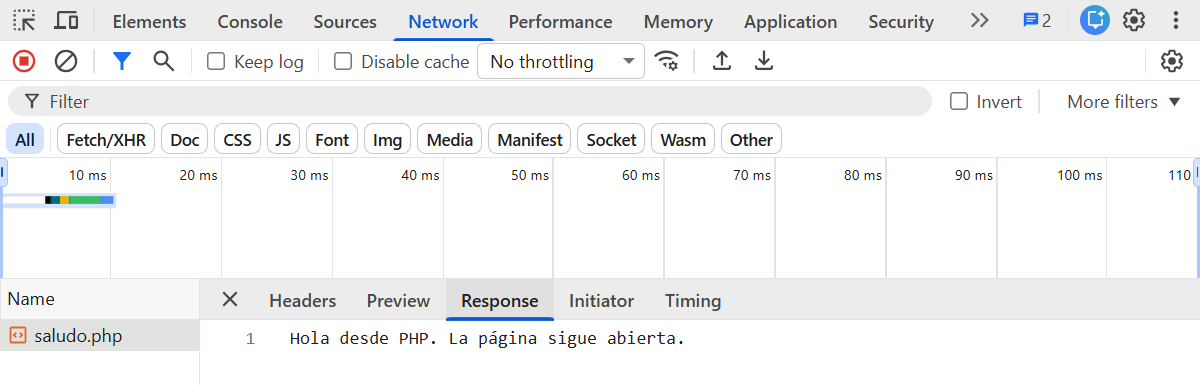 Elements Console Sources Network Performance Memory Application Security 2
Keep log Disable cache No throttling
Filter Invert More filters
All Fetch/XHR Doc CSS JS Font Img Media Manifest Socket Wasm Other
10 ms 20 ms 30 ms 40 ms 50 ms 60 ms 70 ms 80 ms 90 ms 100 ms 110
Name Headers Preview Response Initiator Timing
saludo.php 1 Hola desde PHP. La página sigue abierta.